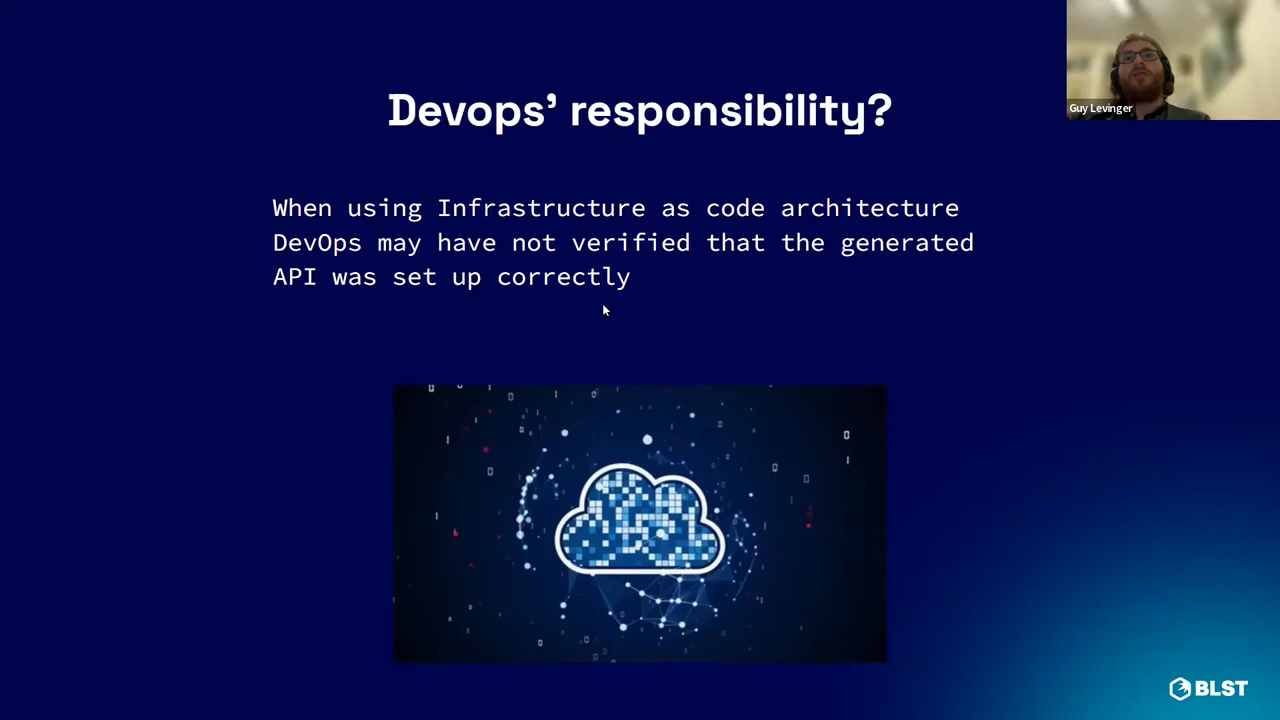 Devops’ responsibility?
Guy Levinger
When using Infrastructure as code architecture
DevOps may have not verified that the generated
API was set up correctly
BLST